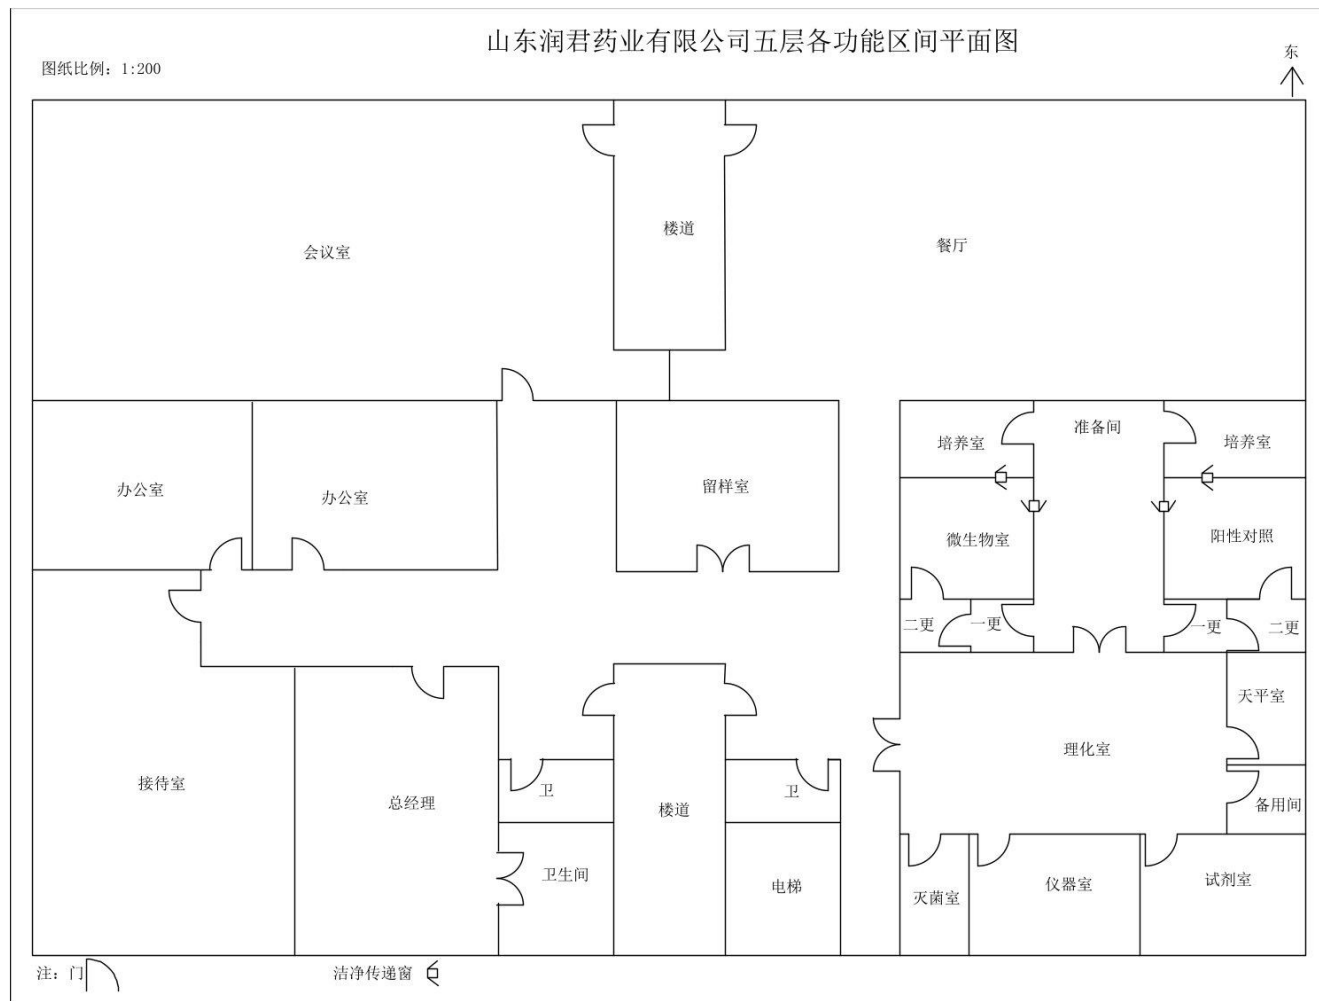 山东润君药业有限公司五层各功能区间平面图
图纸比例：1:200
东
会议室
楼道
餐厅
办公室
办公室
留样室
培养室
准备间
培养室
微生物室
阳性对照
二更
一更
一更
二更
天平室
理化室
备用间
接待室
总经理
卫
楼道
卫
卫生间
电梯
灭菌室
仪器室
试剂室
注：门
洁净传递窗